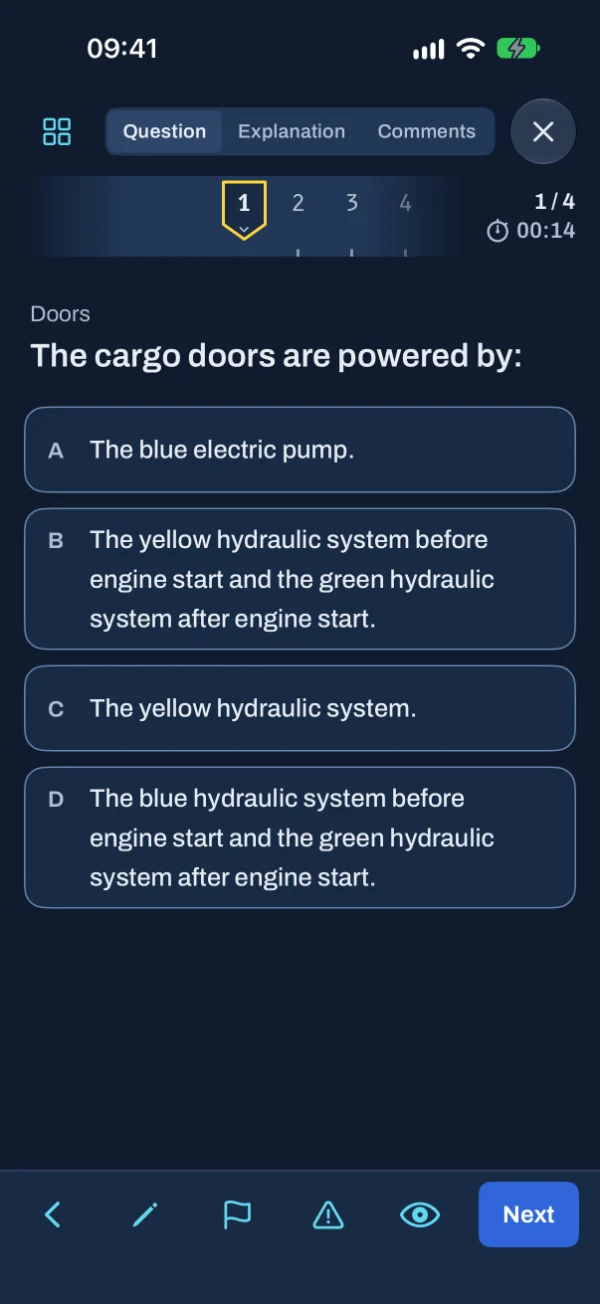 09:41
Question Explanation Comments
1 2 3 4
1/4
00:14
Doors
The cargo doors are powered by:
A The blue electric pump.
B The yellow hydraulic system before
engine start and the green hydraulic
system after engine start.
C The yellow hydraulic system.
D The blue hydraulic system before
engine start and the green hydraulic
system after engine start.
Next